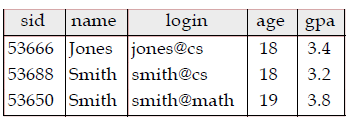 sid name login age gpa
53666 Jones jones@cs 18 3.4
53688 Smith smith@cs 18 3.2
53650 Smith smith@math 19 3.8